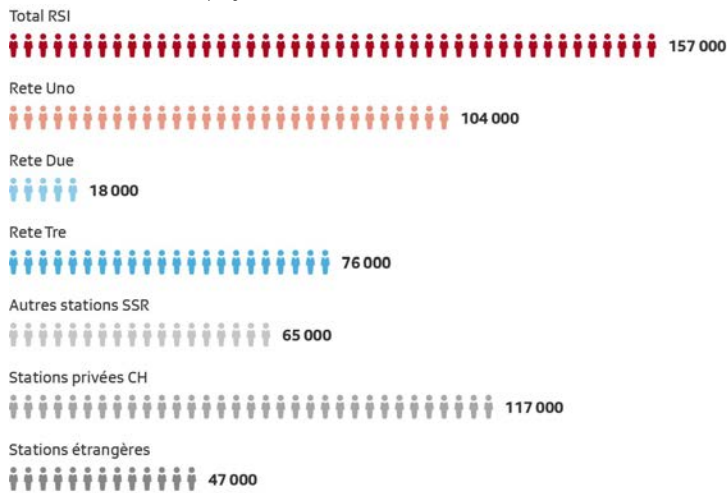 Total RSI
157 000
Rete Uno
104 000
Rete Due
18 000
Rete Tre
76 000
Autres stations SSR
65 000
Stations privées CH
117 000
Stations étrangères
47 000